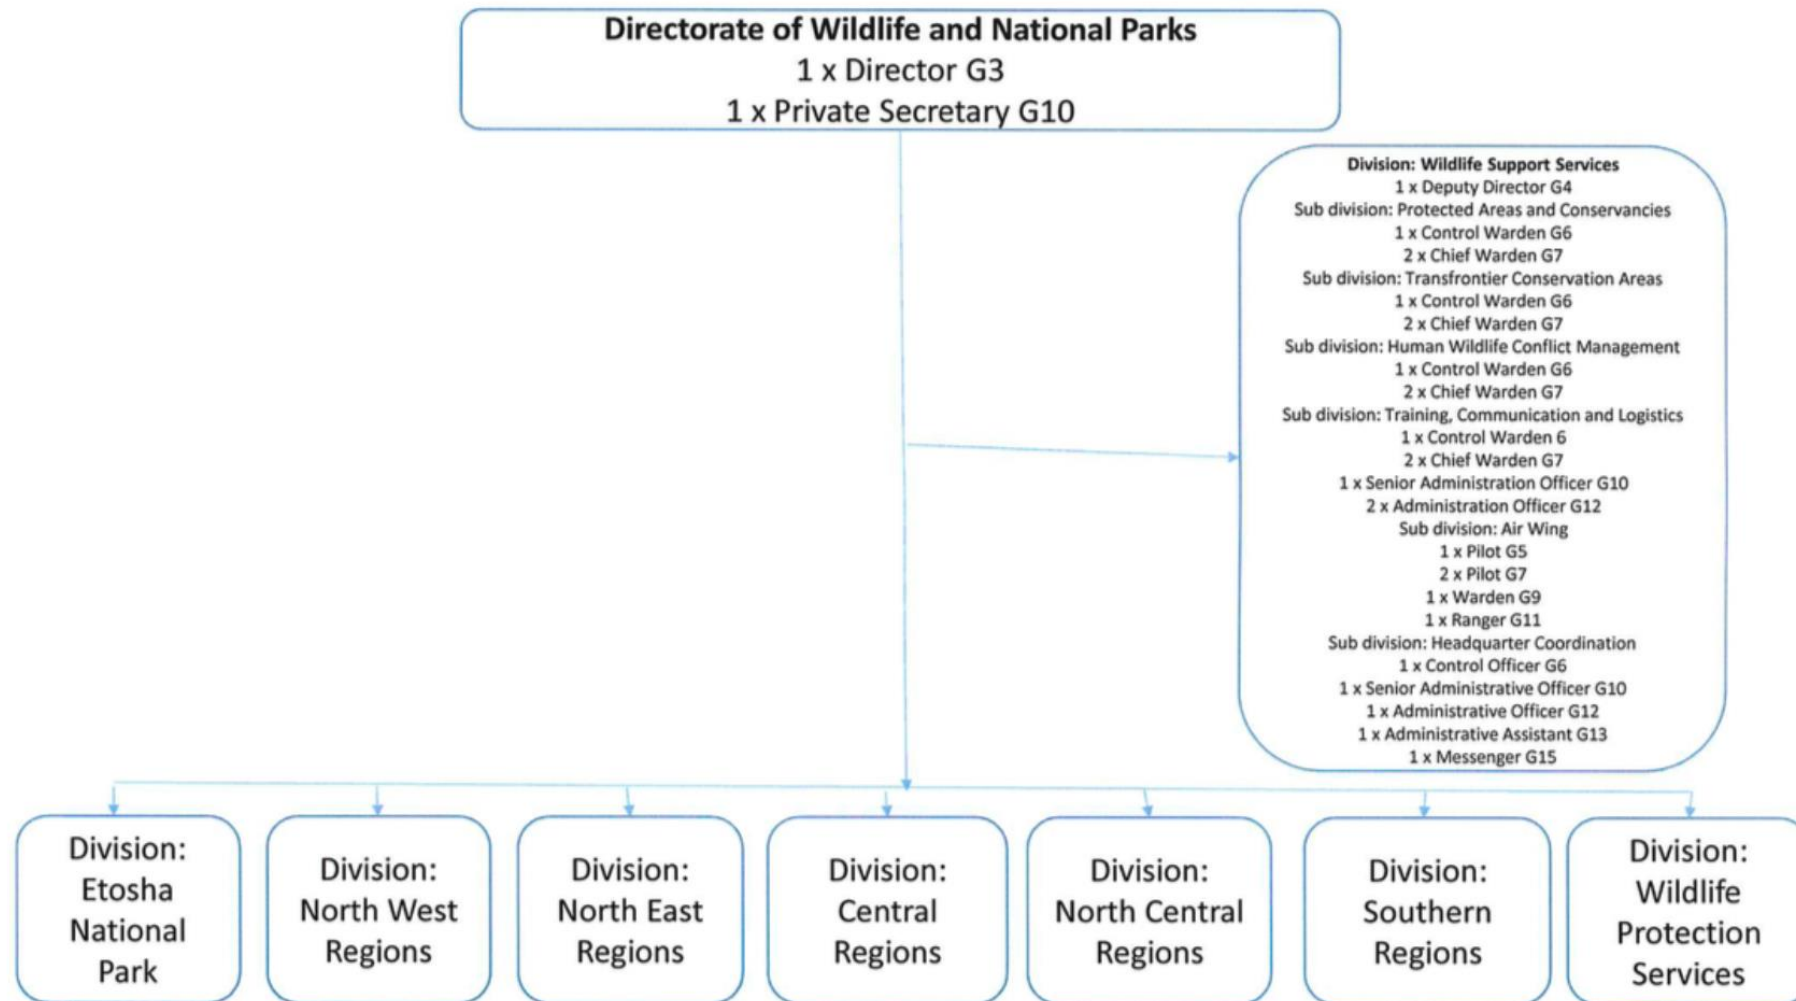 Directorate of Wildlife and National Parks
1 x Director G3
1 x Private Secretary G10
Division: Wildlife Support Services
1 x Deputy Director G4
Sub division: Protected Areas and Conservancies
1 x Control Warden G6
2 x Chief Warden G7
Sub division: Transfrontier Conservation Areas
1 x Control Warden G6
2 x Chief Warden G7
Sub division: Human Wildlife Conflict Management
1 x Control Warden G6
2 x Chief Warden G7
Sub division: Training, Communication and Logistics
1 x Control Warden 6
2 x Chief Warden G7
1 x Senior Administration Officer G10
2 x Administration Officer G12
Sub division: Air Wing
1 x Pilot G5
2 x Pilot G7
1 x Warden G9
1 x Ranger G11
Sub division: Headquarter Coordination
1 x Control Officer G6
1 x Senior Administrative Officer G10
1 x Administrative Officer G12
1 x Administrative Assistant G13
1 x Messenger G15
Division:
Etosha
National
Park
Division:
North West
Regions
Division:
North East
Regions
Division:
Central
Regions
Division:
North Central
Regions
Division:
Southern
Regions
Division:
Wildlife
Protection
Services